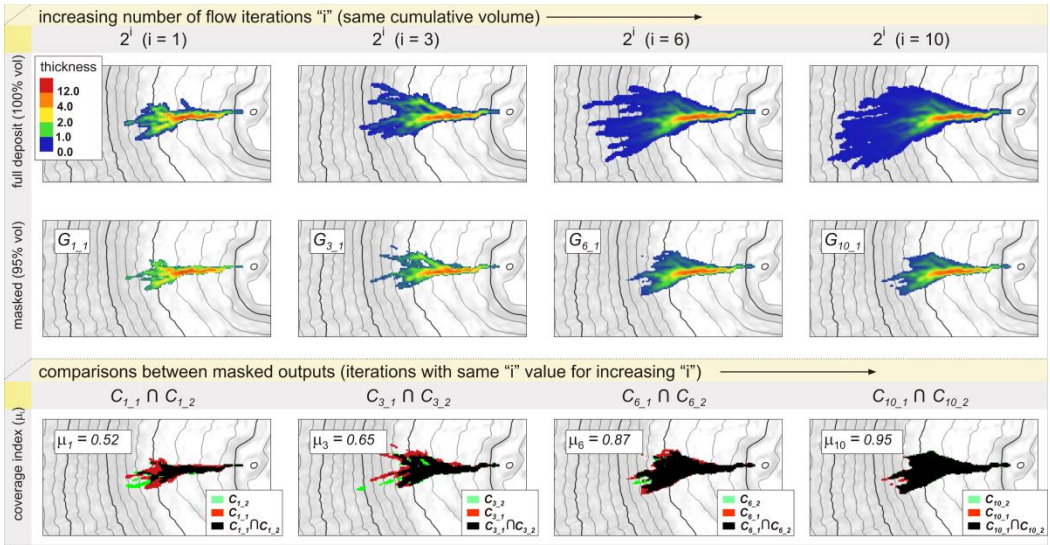 increasing number of flow iterations “i” (same cumulative volume)
2^i (i = 1)
2^i (i = 3)
2^i (i = 6)
2^i (i = 10)
full deposit (100% vol)
thickness
12.0
4.0
2.0
1.0
0.0
masked (95% vol)
G1_1
G3_1
G6_1
G10_1
comparisons between masked outputs (iterations with same “i” value for increasing “i”)
C1_1 ∩ C1_2
C3_1 ∩ C3_2
C6_1 ∩ C6_2
C10_1 ∩ C10_2
coverage index (μi)
μ1 = 0.52
C1_2
C1_1
C1_1∩C1_2
μ3 = 0.65
C3_2
C3_1
C3_1∩C3_2
μ6 = 0.87
C6_2
C6_1
C6_1∩C6_2
μ10 = 0.95
C10_2
C10_1
C10_1∩C10_2